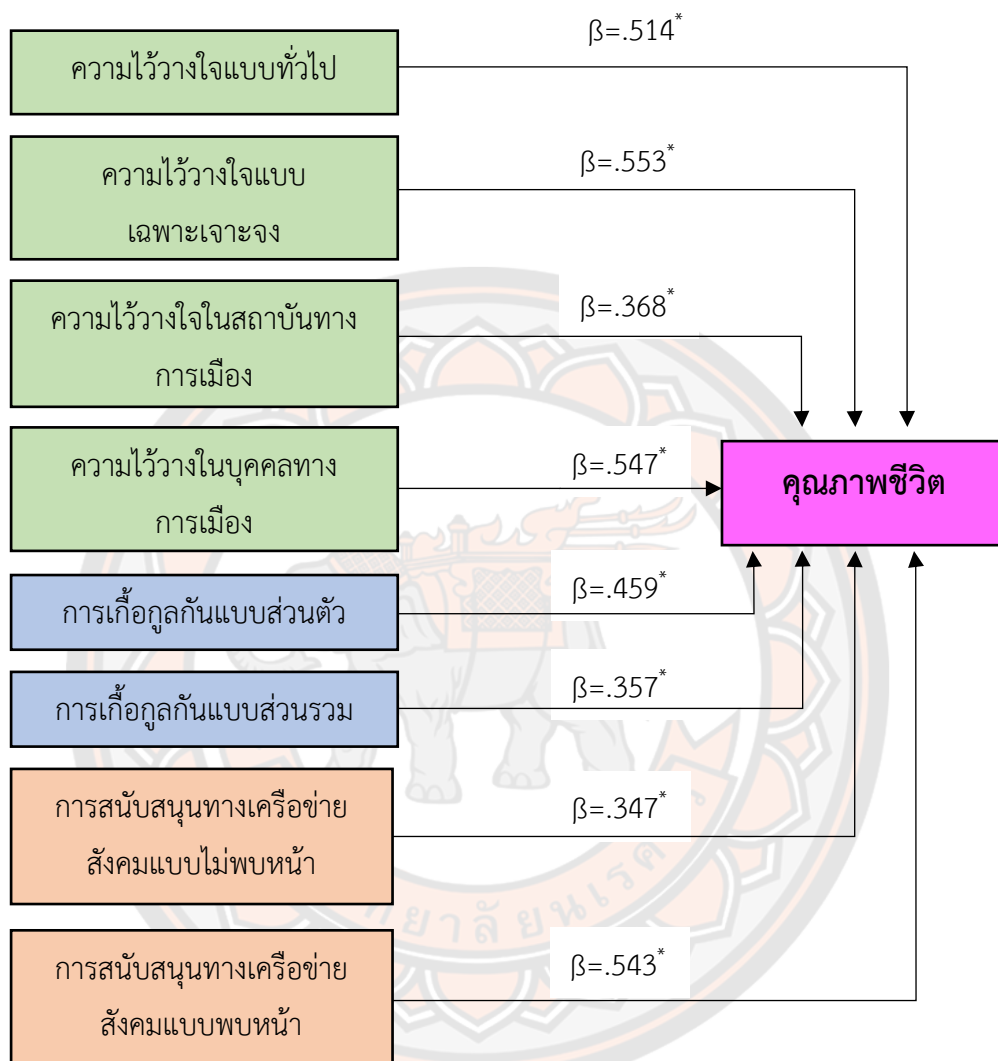 β=.514*
ความไว้วางใจแบบทั่วไป
β=.553*
ความไว้วางใจแบบ
เฉพาะเจาะจง
β=.368*
ความไว้วางใจในสถาบันทาง
การเมือง
β=.547*
ความไว้วางในบุคคลทาง
การเมือง
คุณภาพชีวิต
β=.459*
การเกื้อกูลกันแบบส่วนตัว
β=.357*
การเกื้อกูลกันแบบส่วนรวม
β=.347*
การสนับสนุนทางเครือข่าย
สังคมแบบไม่พบหน้า
β=.543*
การสนับสนุนทางเครือข่าย
สังคมแบบพบหน้า